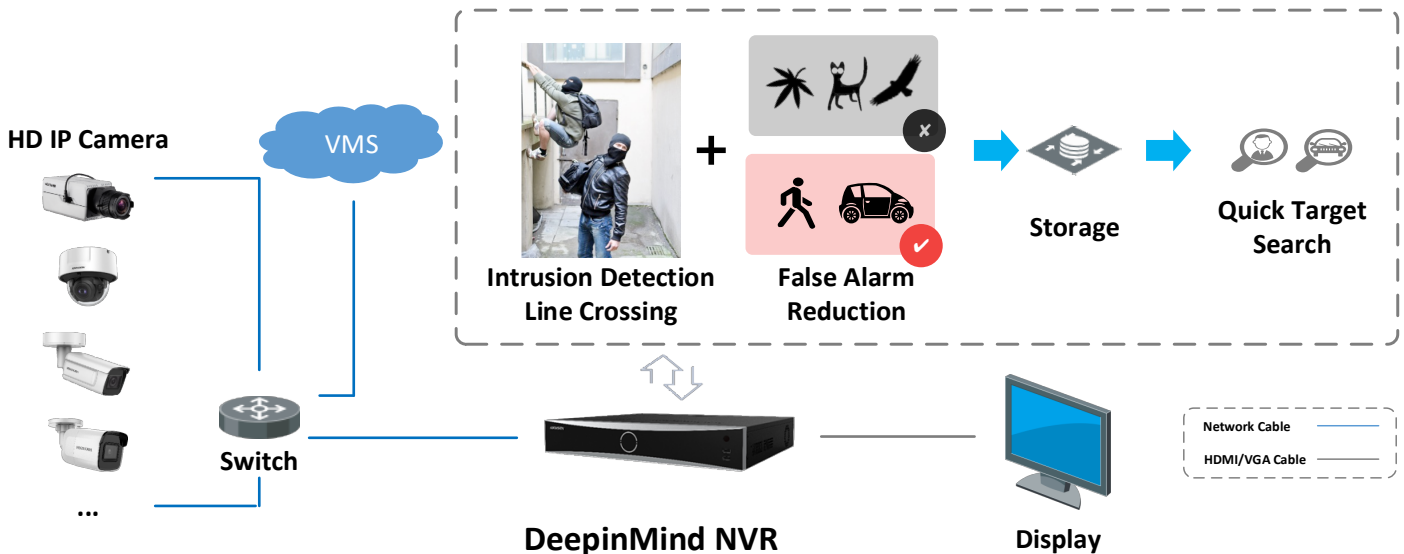 HD IP Camera
VMS
Intrusion Detection
Line Crossing
+
False Alarm
Reduction
Storage
Quick Target
Search
Switch
...
DeepinMind NVR
Display
Network Cable
HDMI/VGA Cable